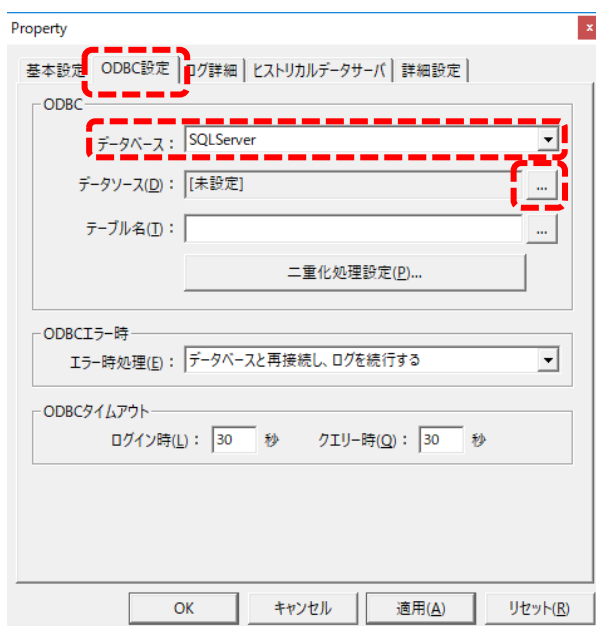 Property
x
基本設定 ODBC設定 ログ詳細 ヒストリカルデータサーバ 詳細設定
ODBC
データベース： SQLServer
データソース(D)： [未設定] ...
テーブル名(T)： ...
二重化処理設定(P)...
ODBCエラー時
エラー時処理(E)： データベースと再接続し、ログを続行する
ODBCタイムアウト
ログイン時(L)： 30 秒 クエリー時(Q)： 30 秒
OK キャンセル 適用(A) リセット(R)